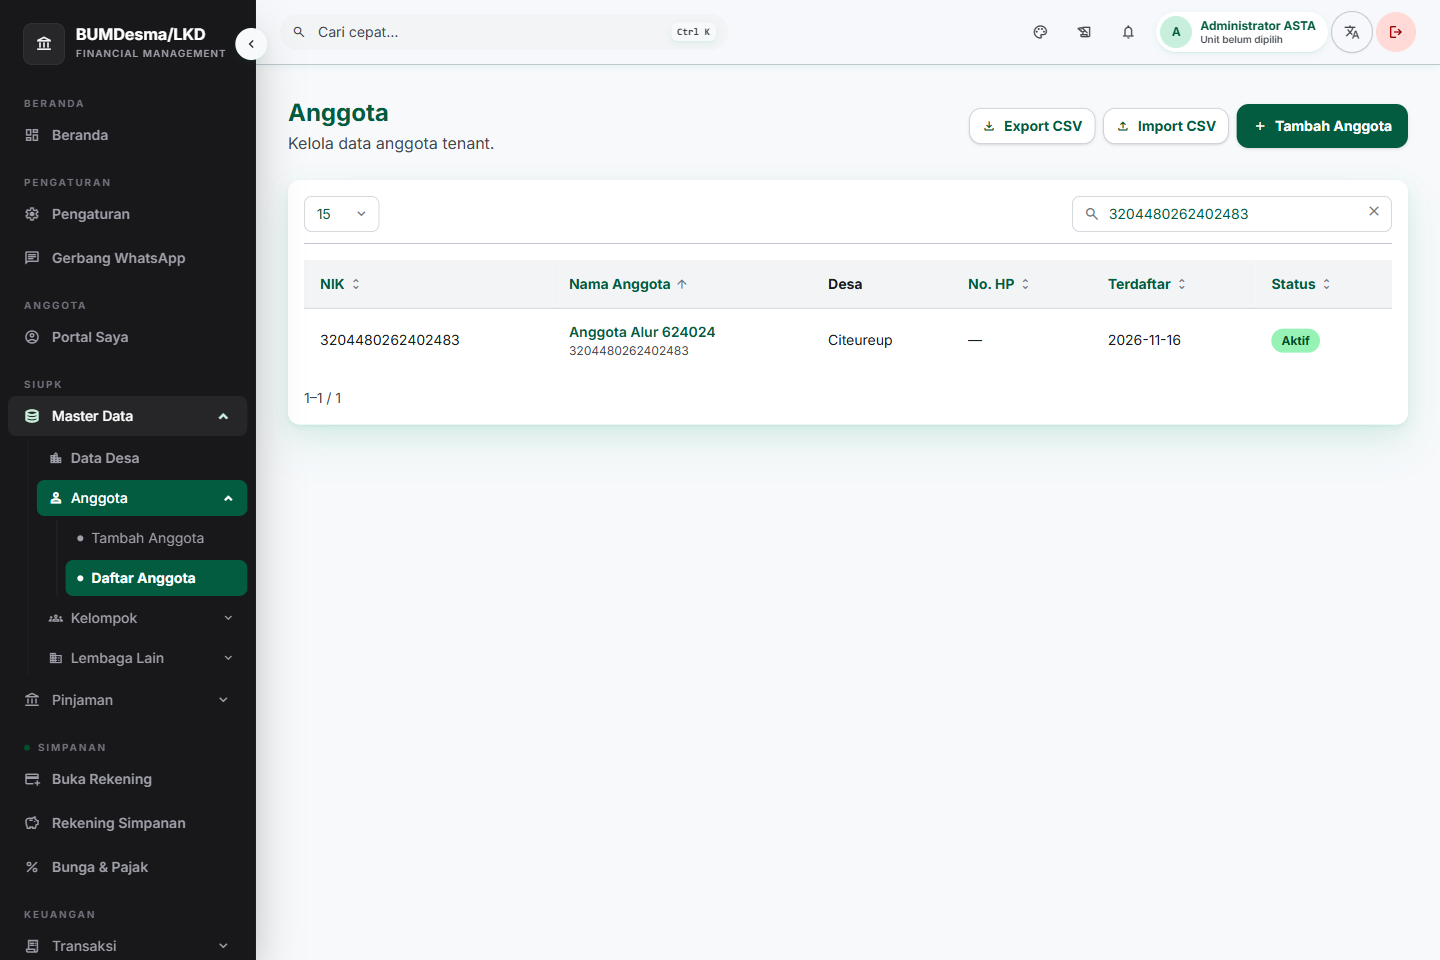 BUMDesma/LKD
FINANCIAL MANAGEMENT
BERANDA
Beranda
PENGATURAN
Pengaturan
Gerbang WhatsApp
ANGGOTA
Portal Saya
SIUPK
Master Data
Data Desa
Anggota
Tambah Anggota
Daftar Anggota
Kelompok
Lembaga Lain
Pinjaman
SIMPANAN
Buka Rekening
Rekening Simpanan
Bunga & Pajak
KEUANGAN
Transaksi
Cari cepat...
Ctrl K
A
Administrator ASTA
Unit belum dipilih
Anggota
Kelola data anggota tenant.
Export CSV
Import CSV
Tambah Anggota
15
3204480262402483
NIK Nama Anggota Desa No. HP Terdaftar Status
3204480262402483 Anggota Alur 624024 Citeureup — 2026-11-16 Aktif
3204480262402483
1–1 / 1